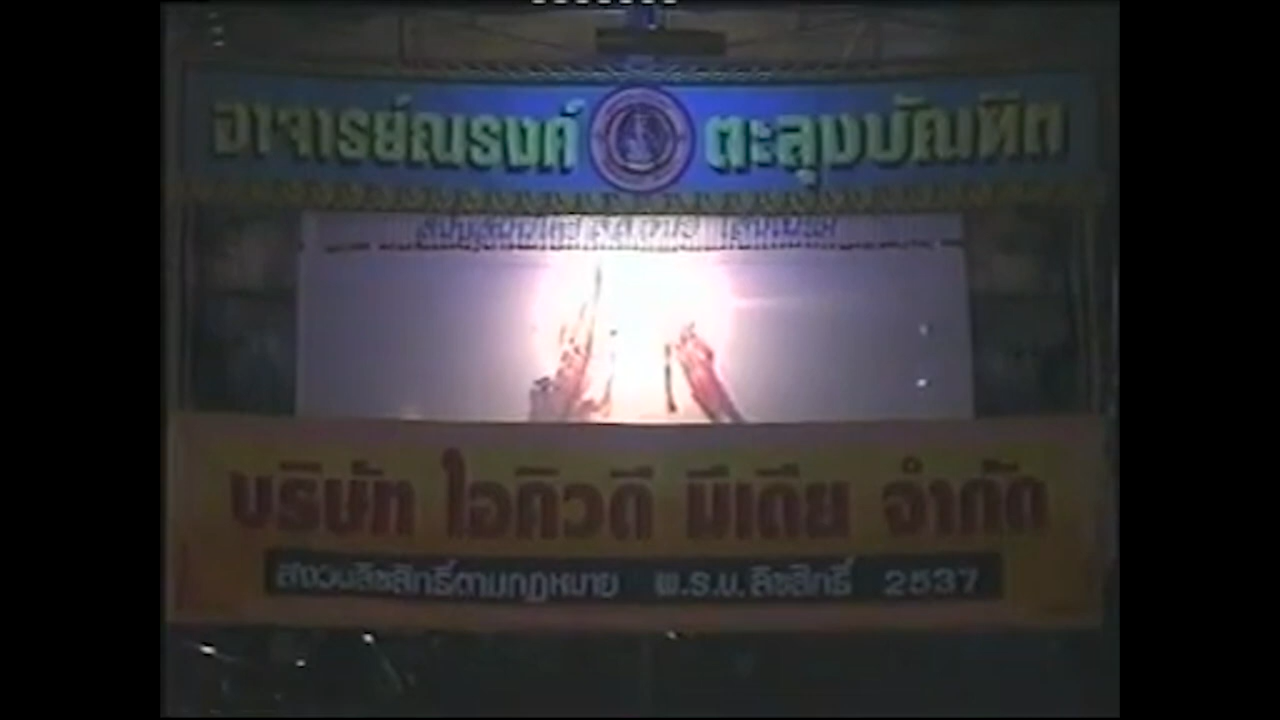 อาจารย์ณรงค์ ตะลุงบัณฑิต
บริษัท ไอคิวดี มีเดีย จำกัด
สงวนลิขสิทธิ์ตามกฎหมาย พ.ร.บ. ลิขสิทธิ์ 2537